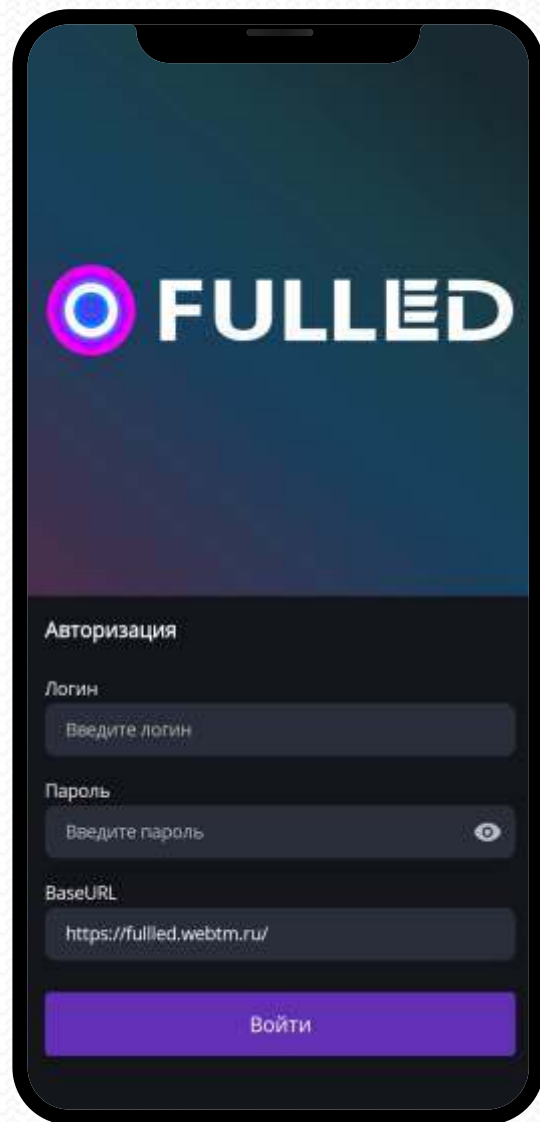 FULLED
Авторизация
Логин
Введите логин
Пароль
Введите пароль
BaseURL
https://fullled.webtm.ru/
Войти